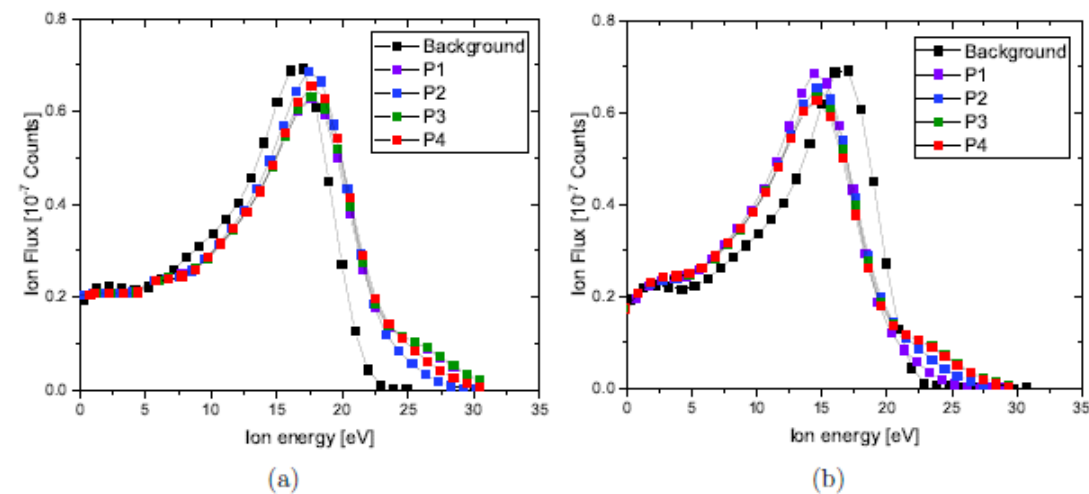 0.8
0.6
0.4
0.2
0.0
Ion Flux [10⁻⁷ Counts]
Background
P1
P2
P3
P4
0 5 10 15 20 25 30 35
Ion energy [eV]
(a)
0.8
0.6
0.4
0.2
0.0
Ion Flux [10⁻⁷ Counts]
Background
P1
P2
P3
P4
0 5 10 15 20 25 30 35
Ion energy [eV]
(b)